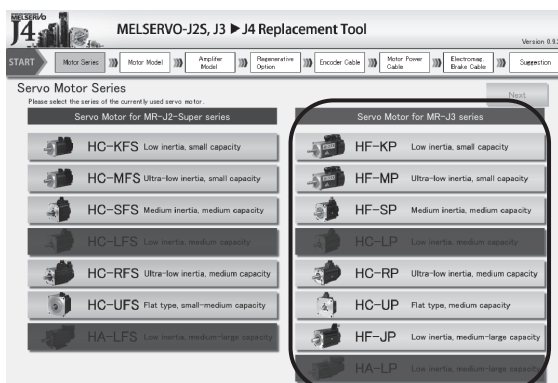 MELSERVO
J4
MELSERVO-J2S, J3 ▶ J4 Replacement Tool
Version 0.9.
START
Motor Series
Motor Model
Amplifer Model
Regenerative Option
Encoder Cable
Motor Power Cable
Electromag. Brake Cable
Suggestion
Servo Motor Series
Next
Please select the series of the currently used servo motor.
Servo Motor for MR-J2-Super series
HC-KFS Low inertia, small capacity
HC-MFS Ultra-low inertia, small capacity
HC-SFS Medium inertia, medium capacity
HC-LFS Low inertia, medium capacity
HC-RFS Ultra-low inertia, medium capacity
HC-UFS Flat type, small-medium capacity
HA-LFS Low inertia, medium-large capacity
Servo Motor for MR-J3 series
HF-KP Low inertia, small capacity
HF-MP Ultra-low inertia, small capacity
HF-SP Medium inertia, medium capacity
HC-LP Low inertia, medium capacity
HC-RP Ultra-low inertia, medium capacity
HC-UP Flat type, medium capacity
HF-JP Low inertia, medium-large capacity
HA-LP Low inertia, medium-large capacity